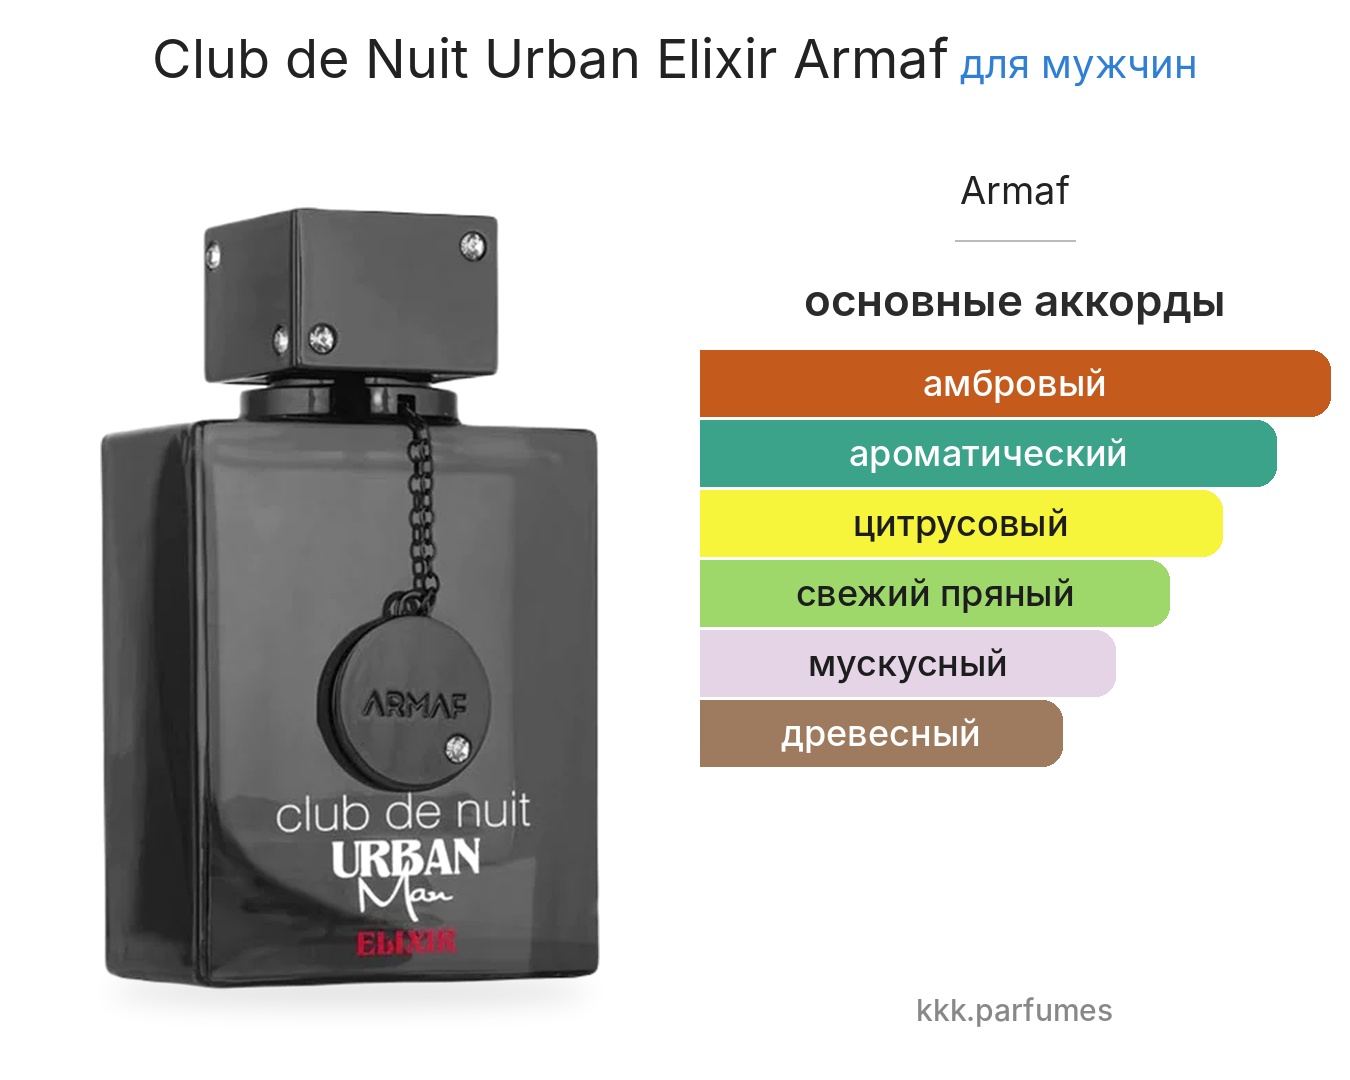 Club de Nuit Urban Elixir Armaf для мужчин
Armaf
основные аккорды
амбровый
ароматический
цитрусовый
свежий пряный
мускусный
древесный
ARMAF
club de nuit
URBAN
Man
ELIXIR
kkk.parfumes